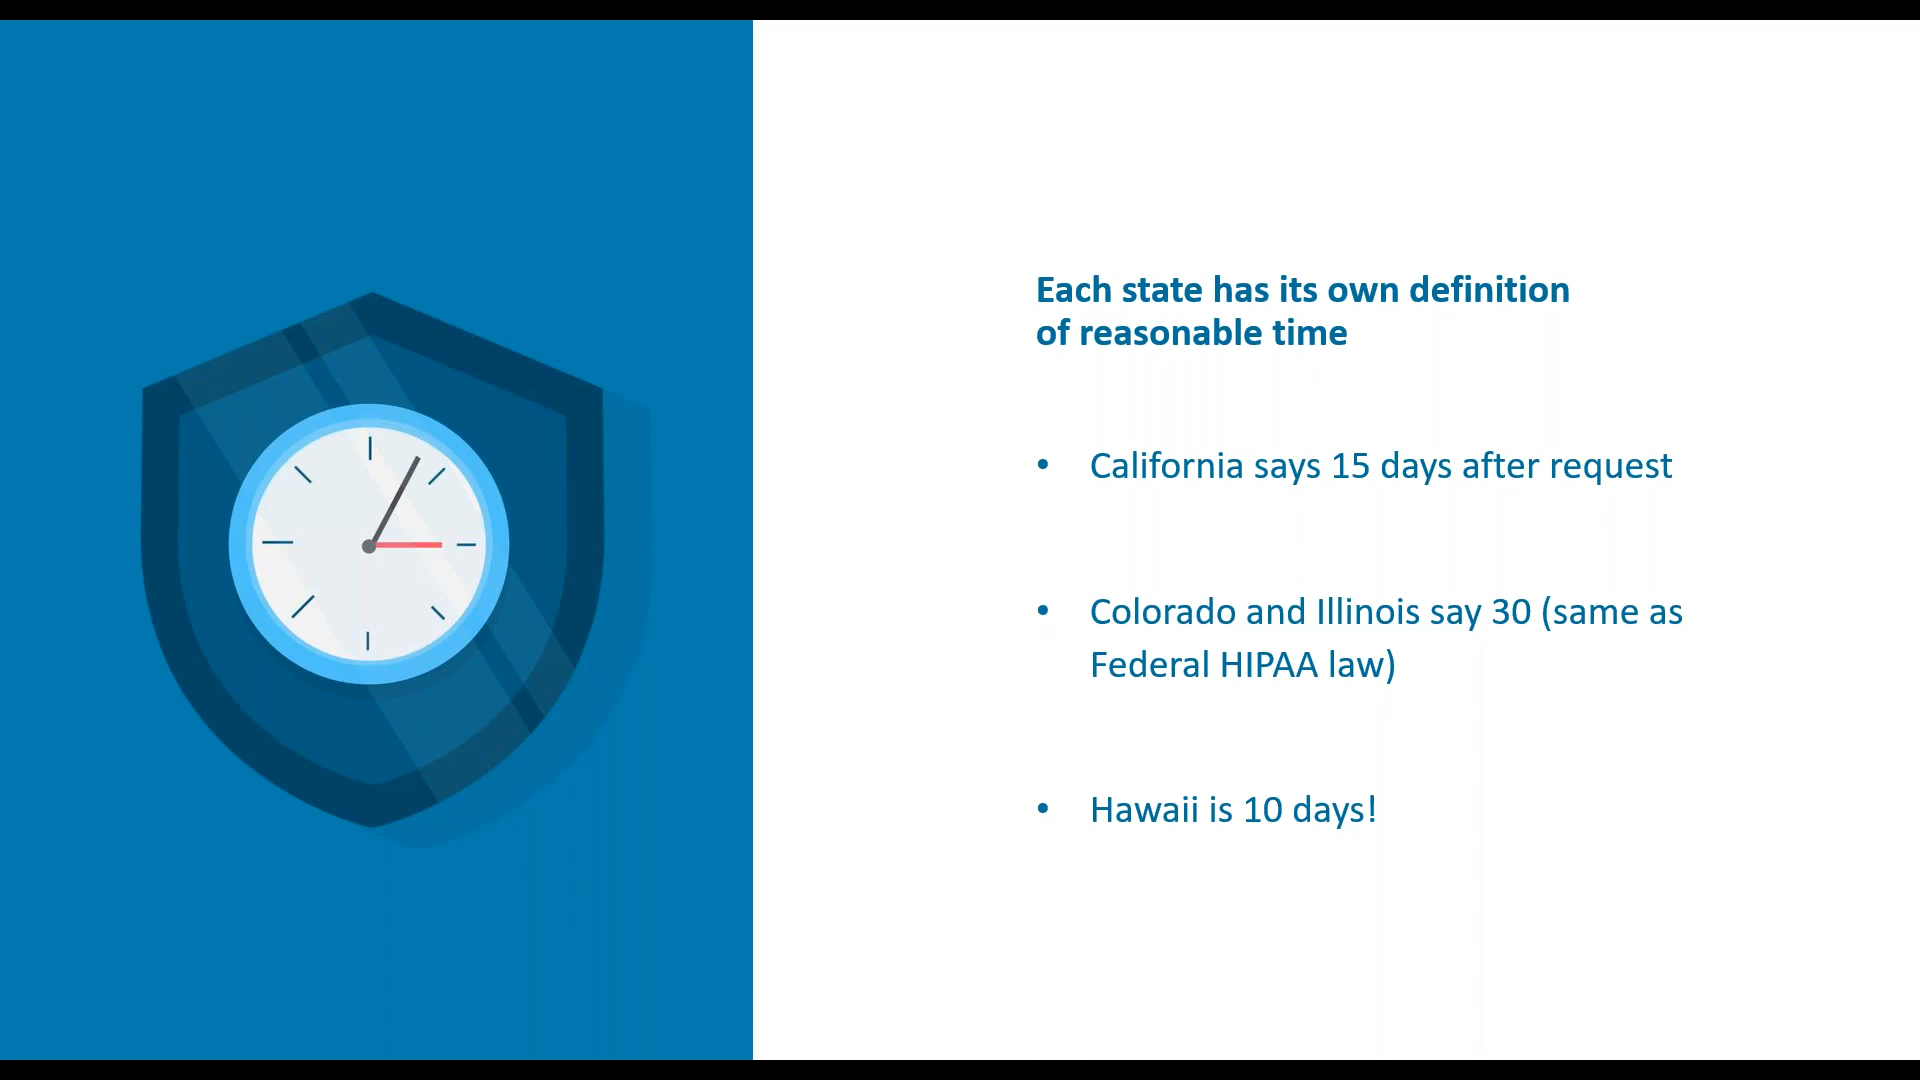 Each state has its own definition
of reasonable time
• California says 15 days after request
• Colorado and Illinois say 30 (same as
Federal HIPAA law)
• Hawaii is 10 days!